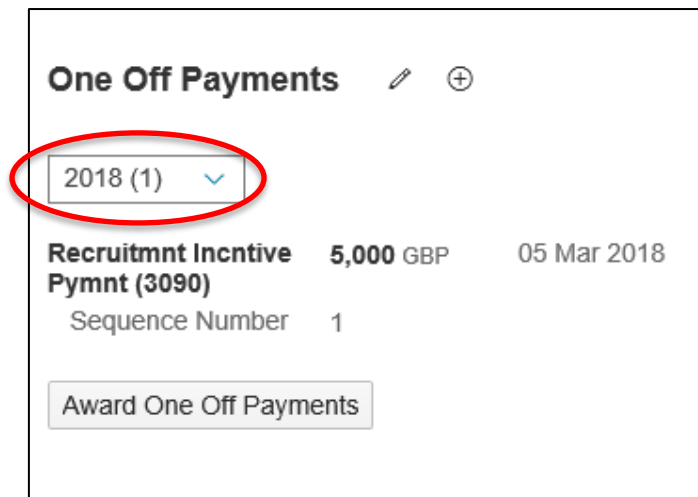 One Off Payments
2018 (1)
Recruitmnt Incntive 5,000 GBP 05 Mar 2018
Pymnt (3090)
Sequence Number 1
Award One Off Payments